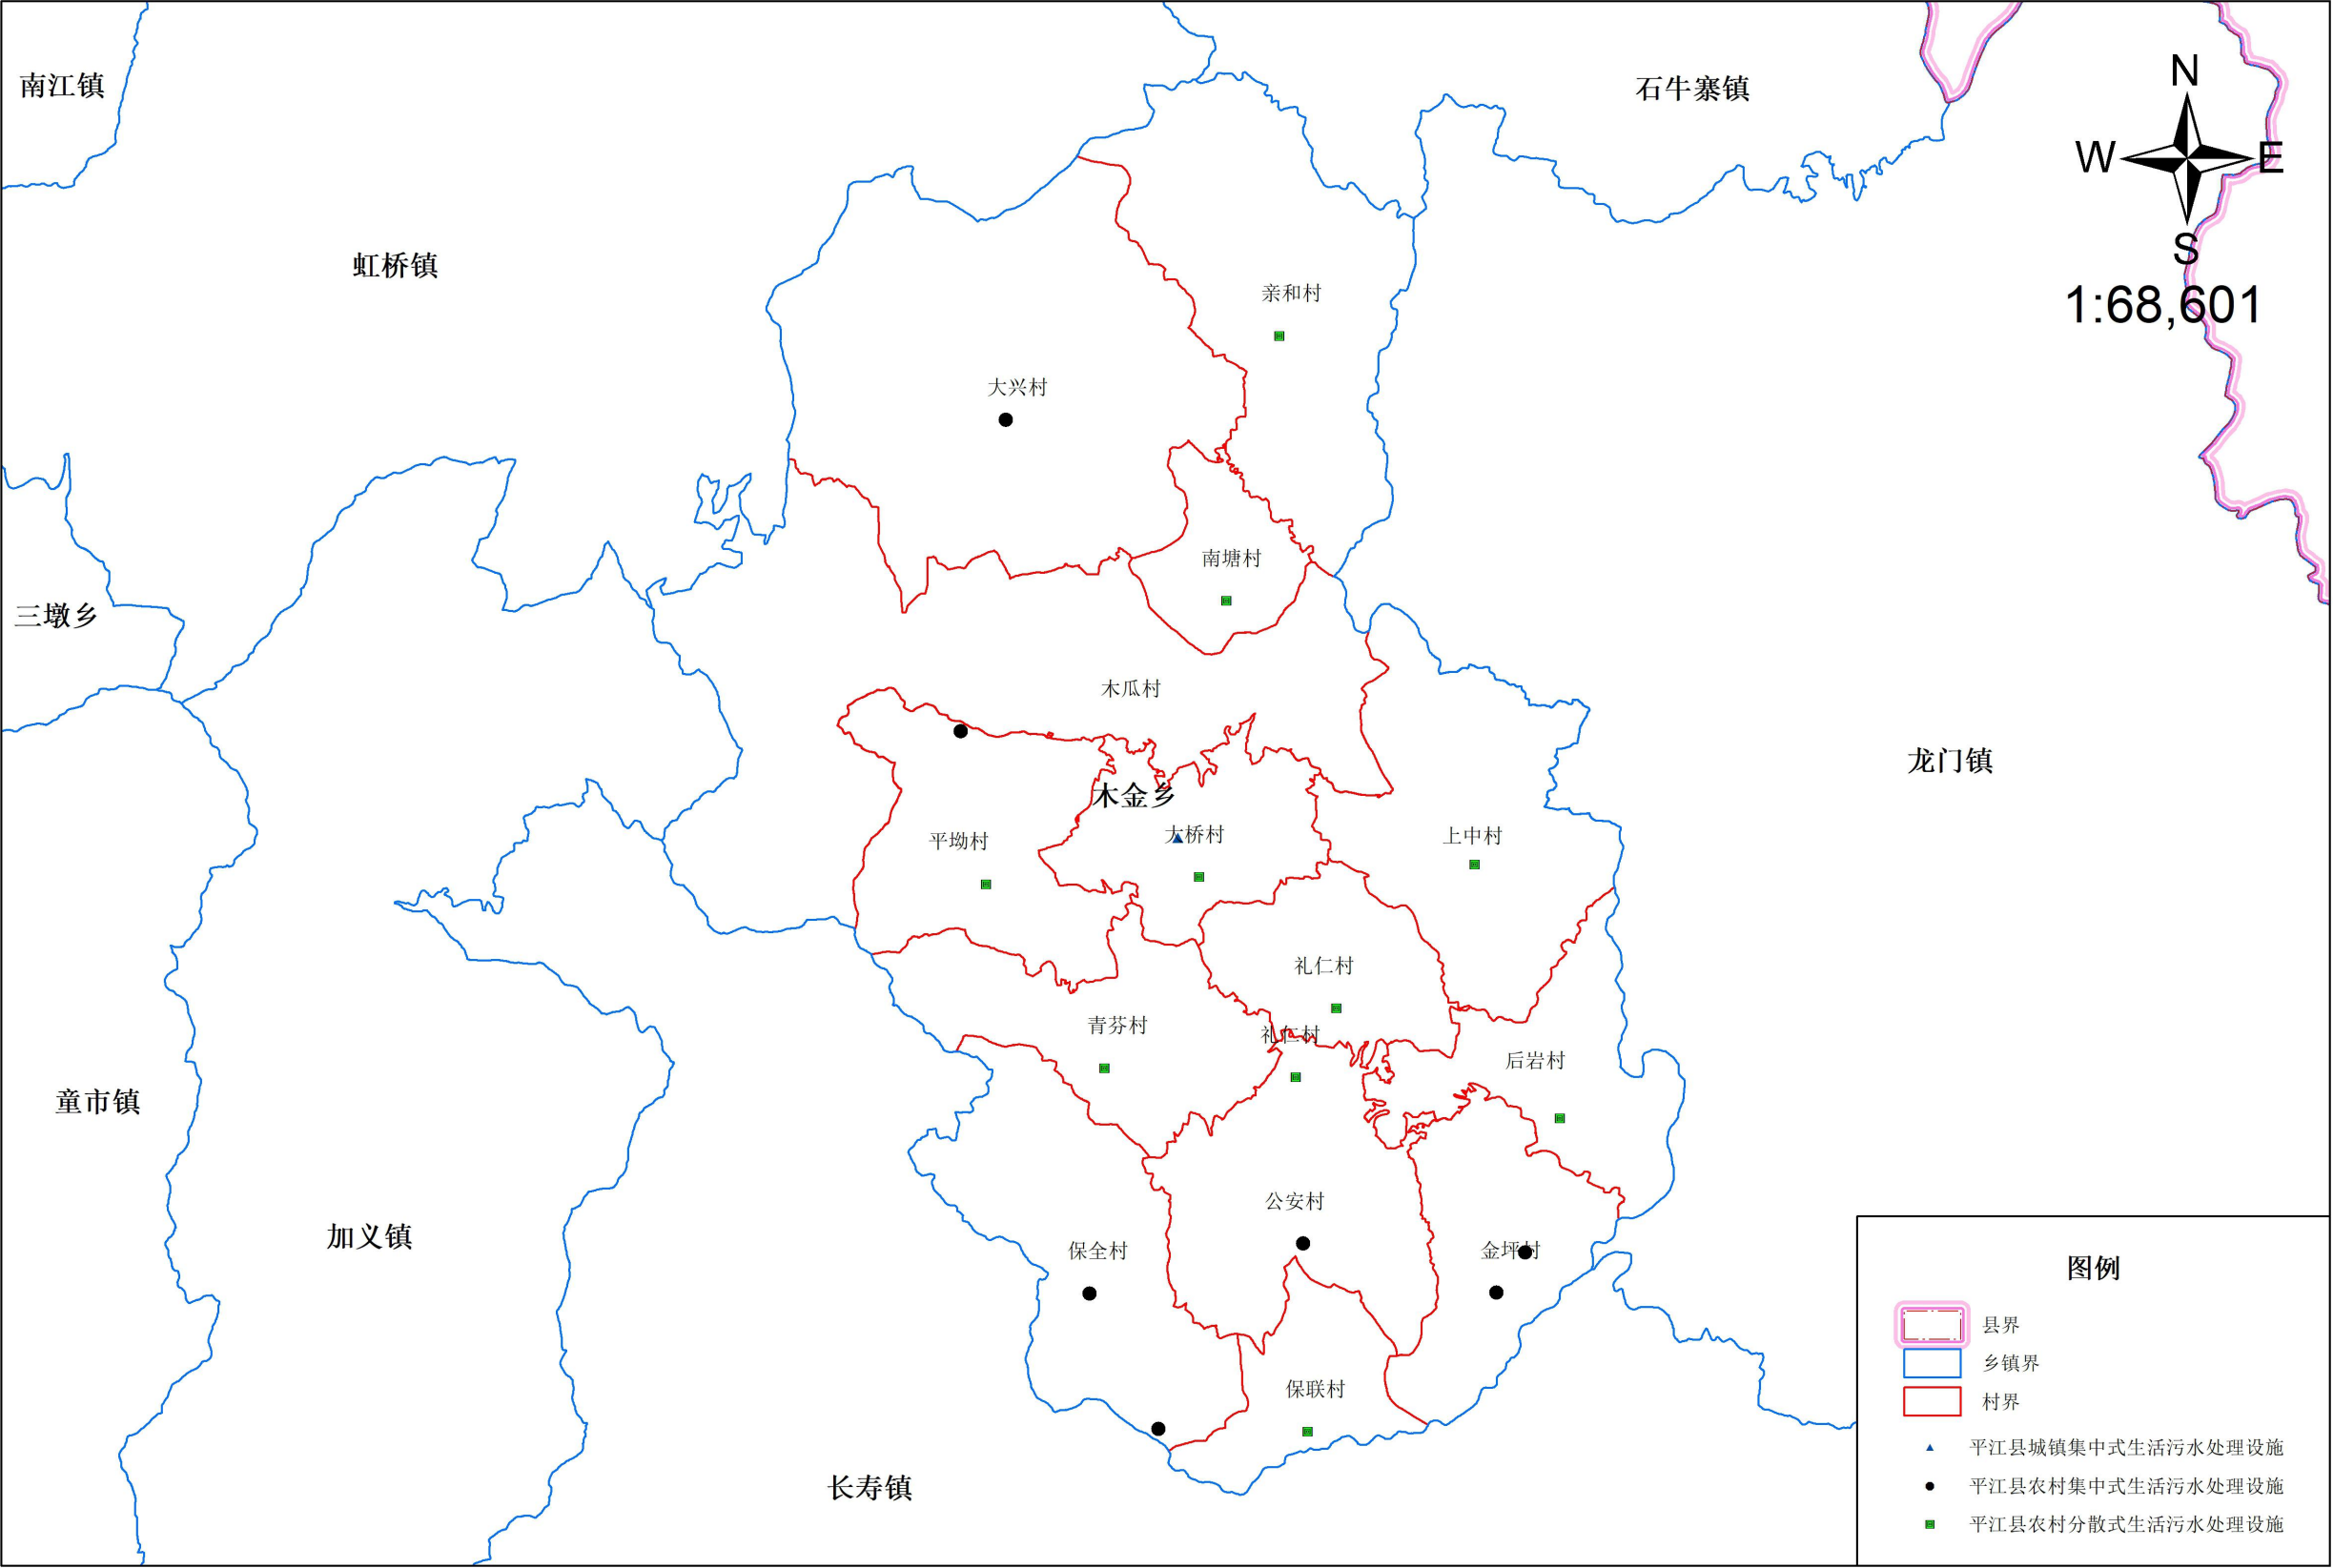 南江镇
石牛寨镇
N
W
E
S
1:68,601
虹桥镇
亲和村
大兴村
南塘村
三墩乡
木瓜村
龙门镇
木金乡
平坳村
大桥村
上中村
礼仁村
青芬村
礼仁村
后岩村
童市镇
公安村
加义镇
保全村
金坪村
保联村
长寿镇
图例
县界
乡镇界
村界
平江县城镇集中式生活污水处理设施
平江县农村集中式生活污水处理设施
平江县农村分散式生活污水处理设施